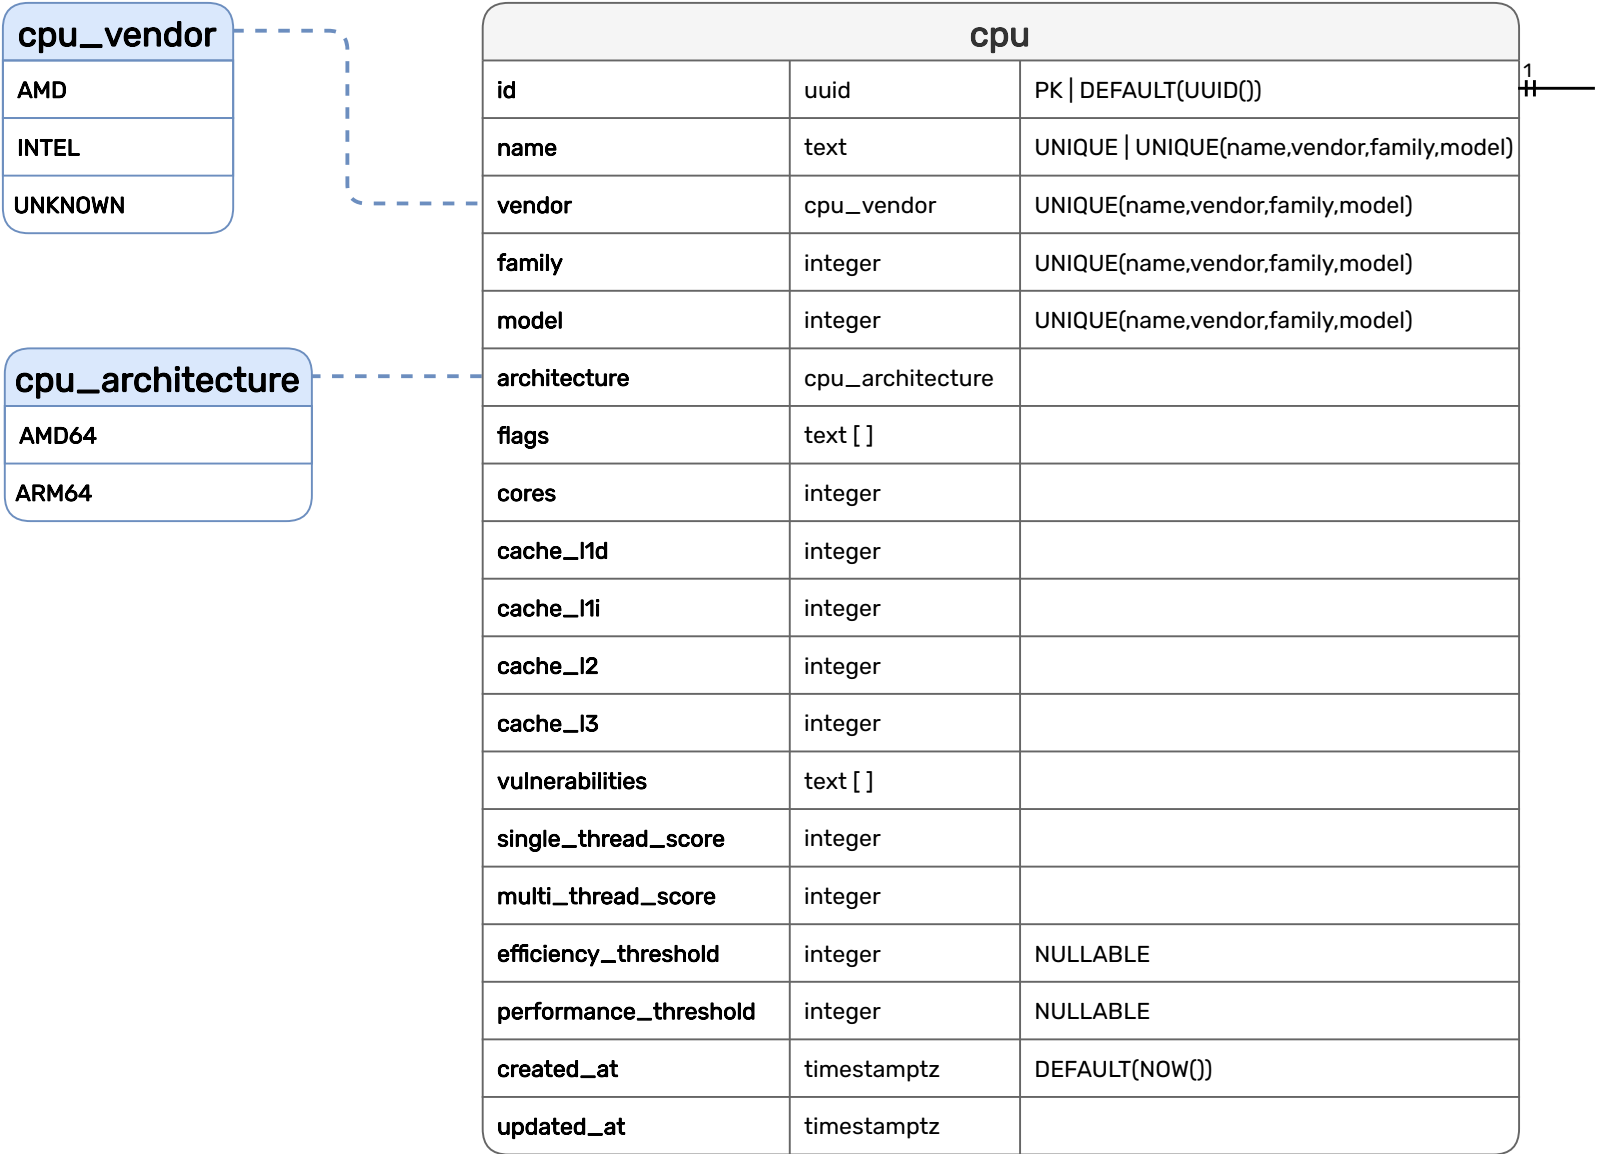 cpu_vendor
AMD
INTEL
UNKNOWN
cpu_architecture
AMD64
ARM64
cpu
id uuid PK | DEFAULT(UUID()) 1
name text UNIQUE | UNIQUE(name,vendor,family,model)
vendor cpu_vendor UNIQUE(name,vendor,family,model)
family integer UNIQUE(name,vendor,family,model)
model integer UNIQUE(name,vendor,family,model)
architecture cpu_architecture
flags text [ ]
cores integer
cache_l1d integer
cache_l1i integer
cache_l2 integer
cache_l3 integer
vulnerabilities text [ ]
single_thread_score integer
multi_thread_score integer
efficiency_threshold integer NULLABLE
performance_threshold integer NULLABLE
created_at timestamptz DEFAULT(NOW())
updated_at timestamptz